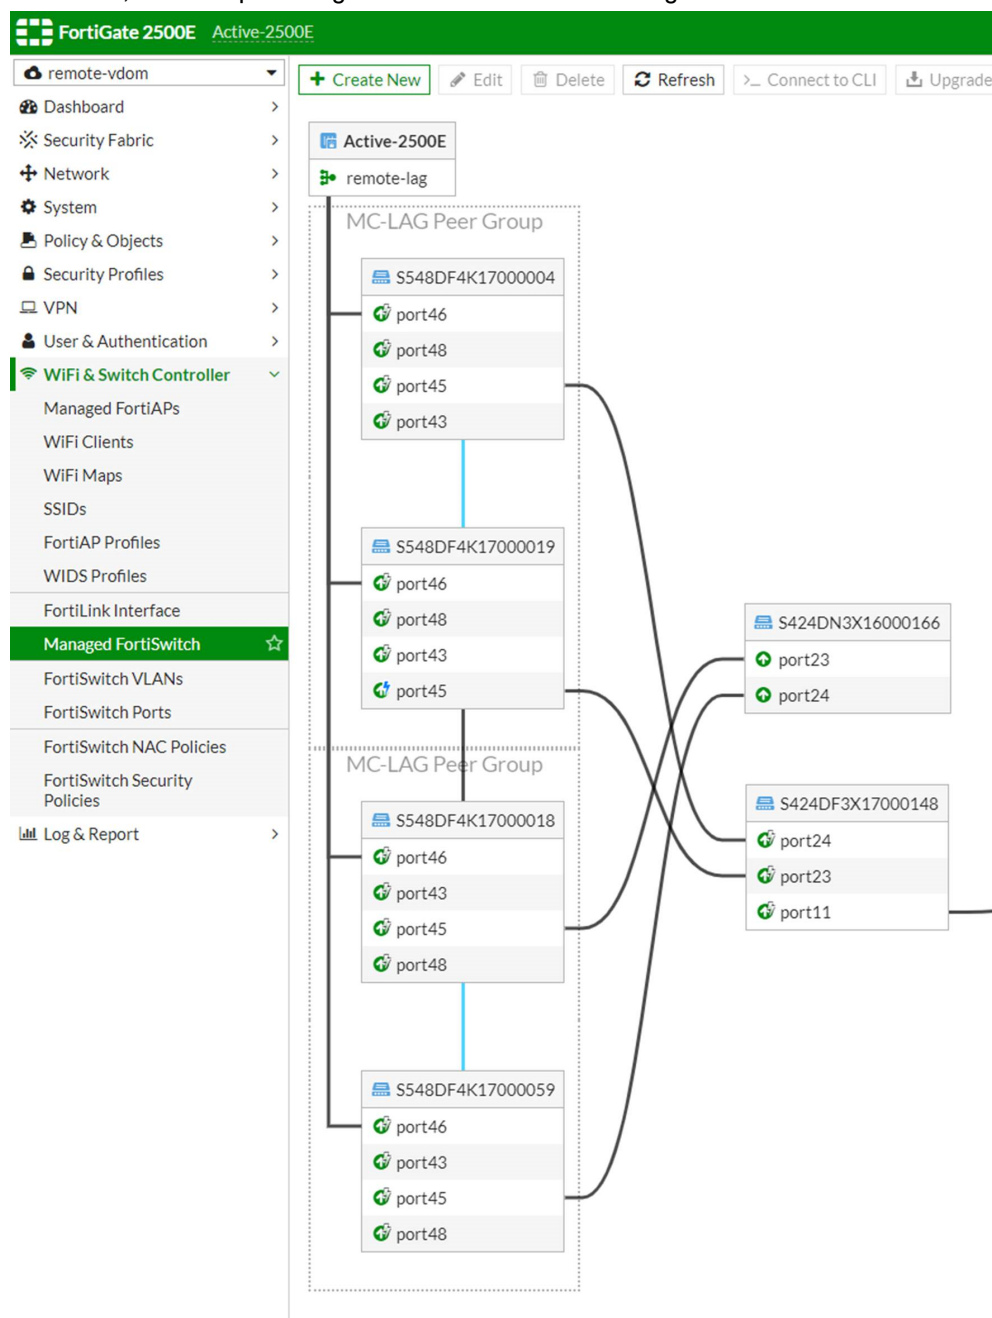 FortiGate 2500E Active-2500E
remote-vdom
Dashboard
Security Fabric
Network
System
Policy & Objects
Security Profiles
VPN
User & Authentication
WiFi & Switch Controller
Managed FortiAPs
WiFi Clients
WiFi Maps
SSIDs
FortiAP Profiles
WIDS Profiles
FortiLink Interface
Managed FortiSwitch
FortiSwitch VLANs
FortiSwitch Ports
FortiSwitch NAC Policies
FortiSwitch Security
Policies
Log & Report
+ Create New Edit Delete Refresh >_ Connect to CLI Upgrade
Active-2500E
remote-lag
MC-LAG Peer Group
S548DF4K17000004
port46
port48
port45
port43
S548DF4K17000019
port46
port48
port43
port45
MC-LAG Peer Group
S548DF4K17000018
port46
port43
port45
port48
S548DF4K17000059
port46
port43
port45
port48
S424DN3X16000166
port23
port24
S424DF3X17000148
port24
port23
port11